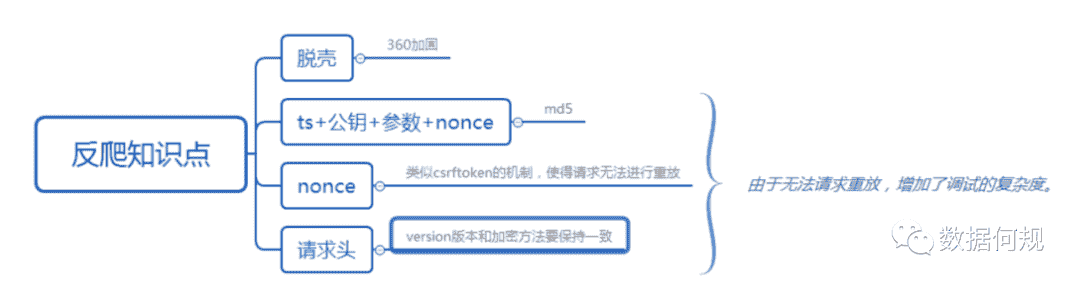 反爬知识点
脱壳
360加固
ts+公钥+参数+nonce
md5
nonce
类似csrftoken的机制，使得请求无法进行重放
请求头
version版本和加密方法要保持一致
由于无法请求重放，增加了调试的复杂度。
数据何规